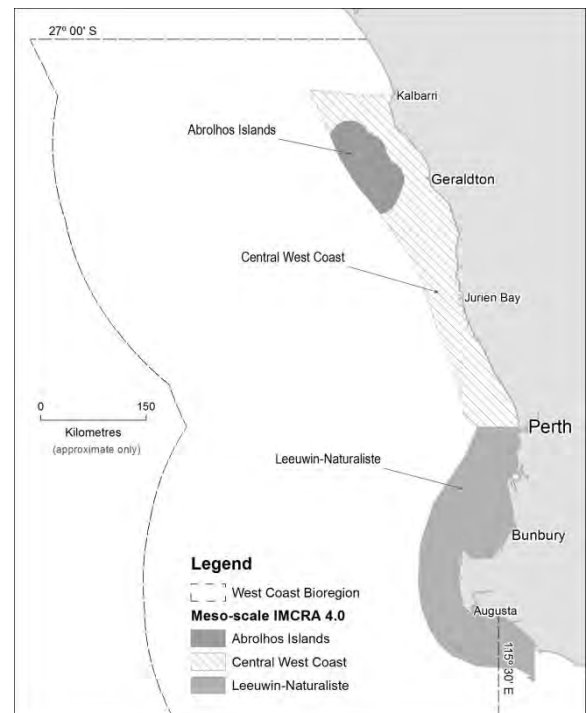 27° 00' S
Kalbarri
Abrolhos Islands
Geraldton
Central West Coast
Jurien Bay
0 150
Kilometres
(approximate only)
Perth
Leeuwin-Naturaliste
Bunbury
Legend
West Coast Bioregion
Meso-scale IMCRA 4.0
Augusta
Abrolhos Islands
Central West Coast
Leeuwin-Naturaliste
115° 30' E